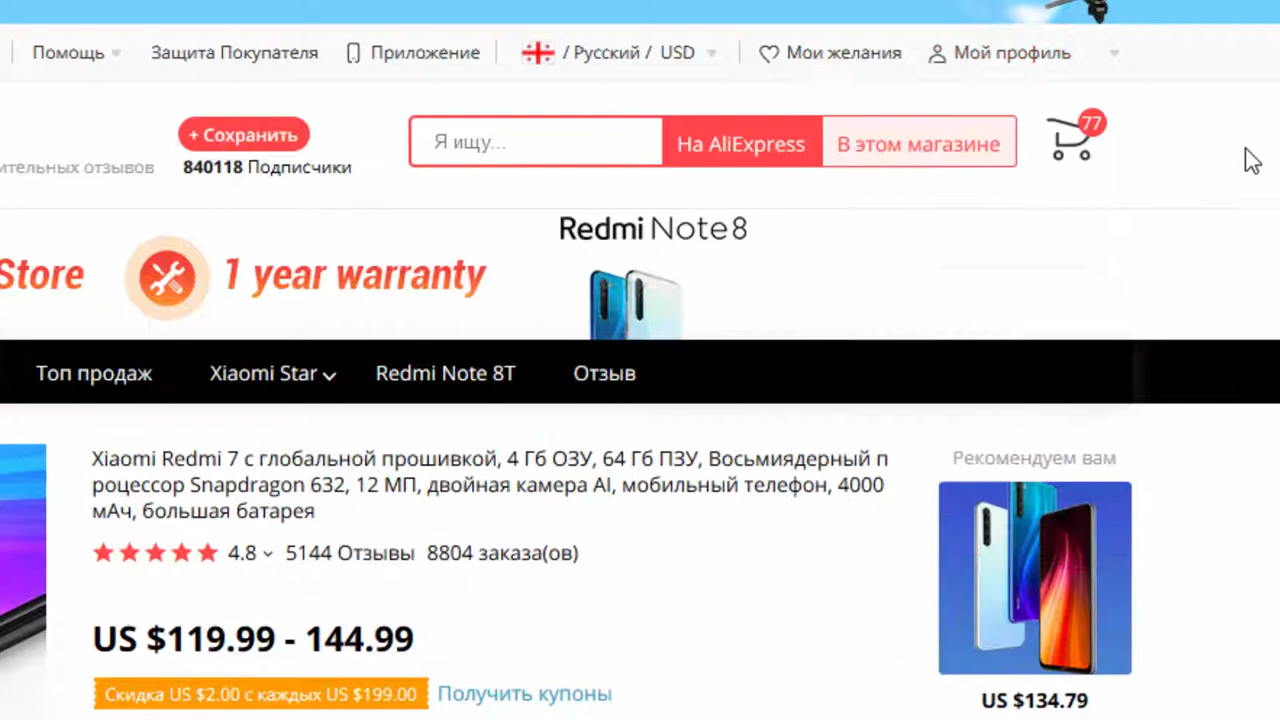 Помощь Защита Покупателя Приложение / Русский / USD Мои желания Мой профиль
+ Сохранить
Я ищу... На AliExpress В этом магазине 77
ительных отзывов 840118 Подписчики
Redmi Note 8
Store 1 year warranty
Топ продаж Xiaomi Star Redmi Note 8T Отзыв
Xiaomi Redmi 7 с глобальной прошивкой, 4 Гб ОЗУ, 64 Гб ПЗУ, Восьмиядерный п
роцессор Snapdragon 632, 12 МП, двойная камера AI, мобильный телефон, 4000
мАч, большая батарея
4.8 5144 Отзывы 8804 заказа(ов)
US $119.99 - 144.99
Скидка US $2.00 с каждых US $199.00 Получить купоны
Рекомендуем вам
US $134.79